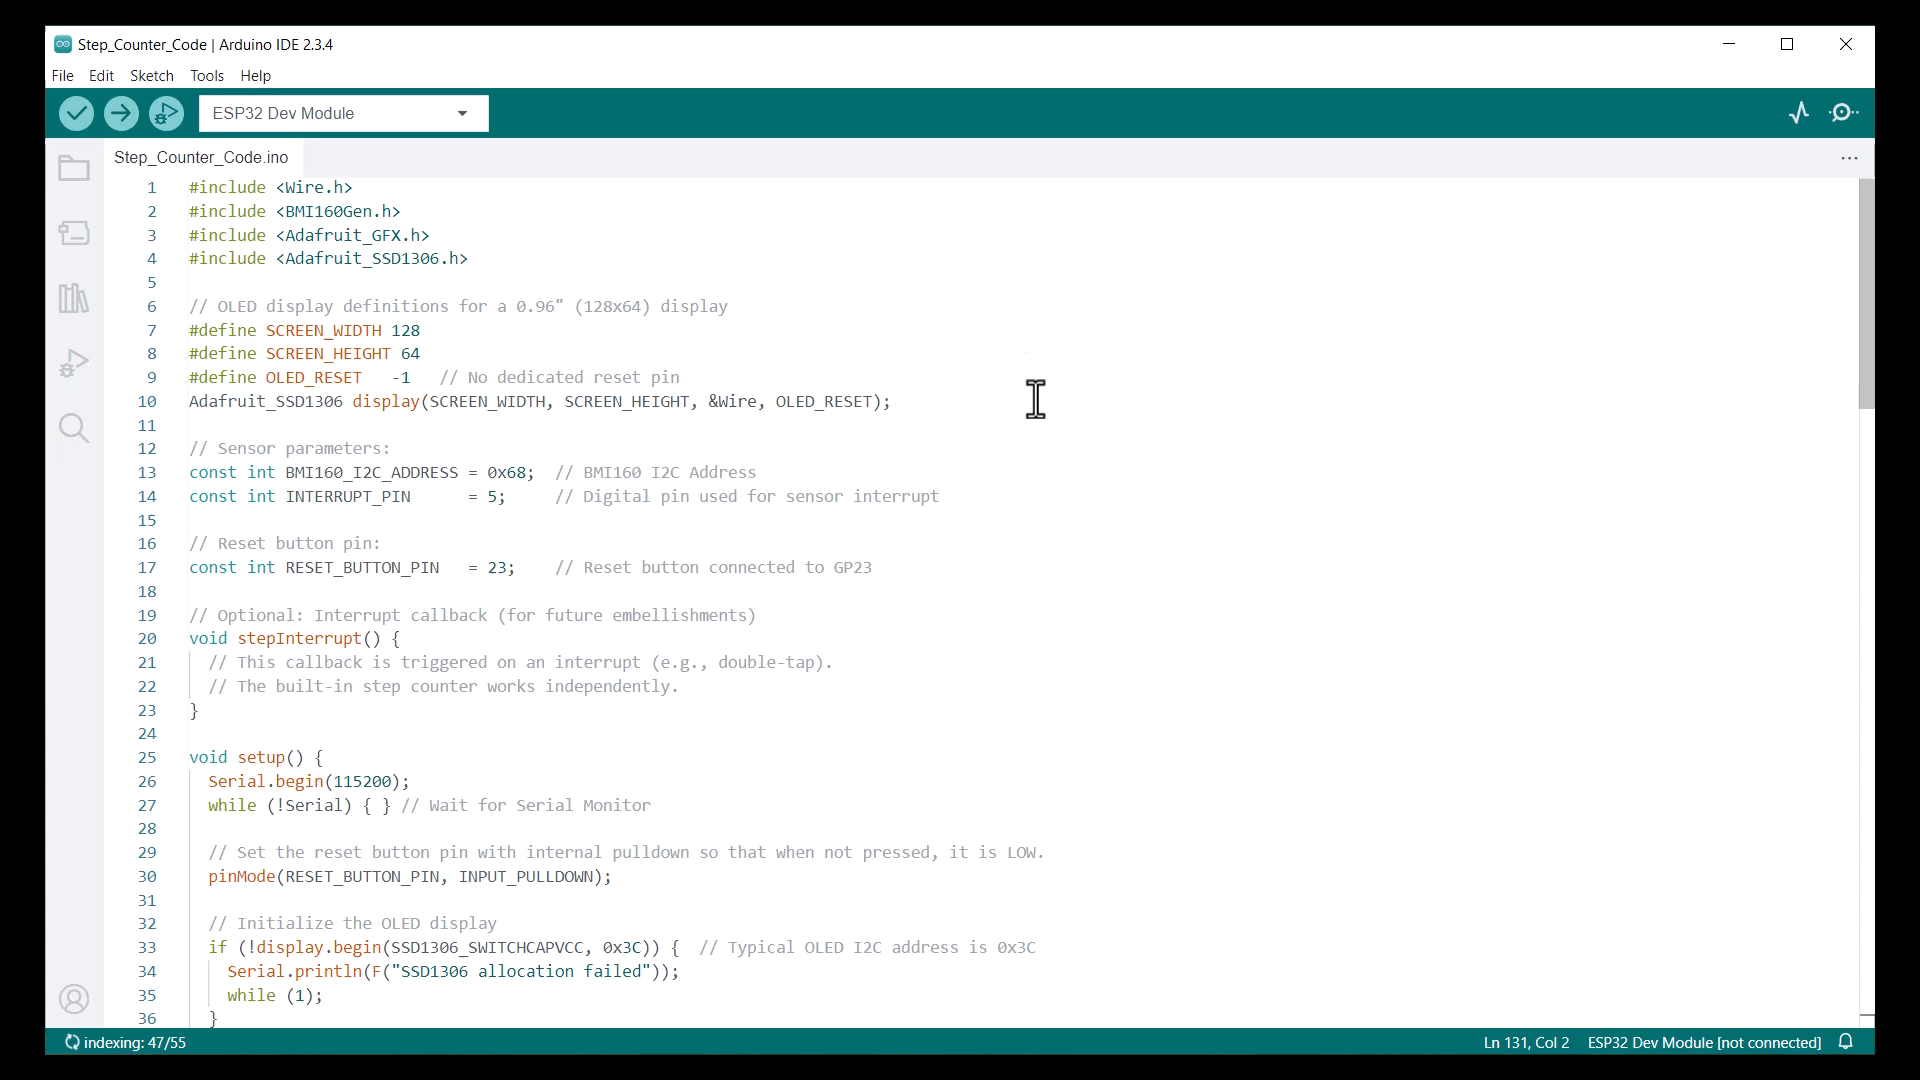 Step_Counter_Code | Arduino IDE 2.3.4
File Edit Sketch Tools Help
ESP32 Dev Module
Step_Counter_Code.ino
1 #include <Wire.h>
2 #include <BMI160Gen.h>
3 #include <Adafruit_GFX.h>
4 #include <Adafruit_SSD1306.h>
5
6 // OLED display definitions for a 0.96" (128x64) display
7 #define SCREEN_WIDTH 128
8 #define SCREEN_HEIGHT 64
9 #define OLED_RESET   -1   // No dedicated reset pin
10 Adafruit_SSD1306 display(SCREEN_WIDTH, SCREEN_HEIGHT, &Wire, OLED_RESET);
11
12 // Sensor parameters:
13 const int BMI160_I2C_ADDRESS = 0x68;  // BMI160 I2C Address
14 const int INTERRUPT_PIN      = 5;     // Digital pin used for sensor interrupt
15
16 // Reset button pin:
17 const int RESET_BUTTON_PIN   = 23;    // Reset button connected to GP23
18
19 // Optional: Interrupt callback (for future embellishments)
20 void stepInterrupt() {
21   // This callback is triggered on an interrupt (e.g., double-tap).
22   // The built-in step counter works independently.
23 }
24
25 void setup() {
26   Serial.begin(115200);
27   while (!Serial) { } // Wait for Serial Monitor
28
29   // Set the reset button pin with internal pulldown so that when not pressed, it is LOW.
30   pinMode(RESET_BUTTON_PIN, INPUT_PULLDOWN);
31
32   // Initialize the OLED display
33   if (!display.begin(SSD1306_SWITCHCAPVCC, 0x3C)) {  // Typical OLED I2C address is 0x3C
34     Serial.println(F("SSD1306 allocation failed"));
35     while (1);
36   }
indexing: 47/55 Ln 131, Col 2 ESP32 Dev Module [not connected]